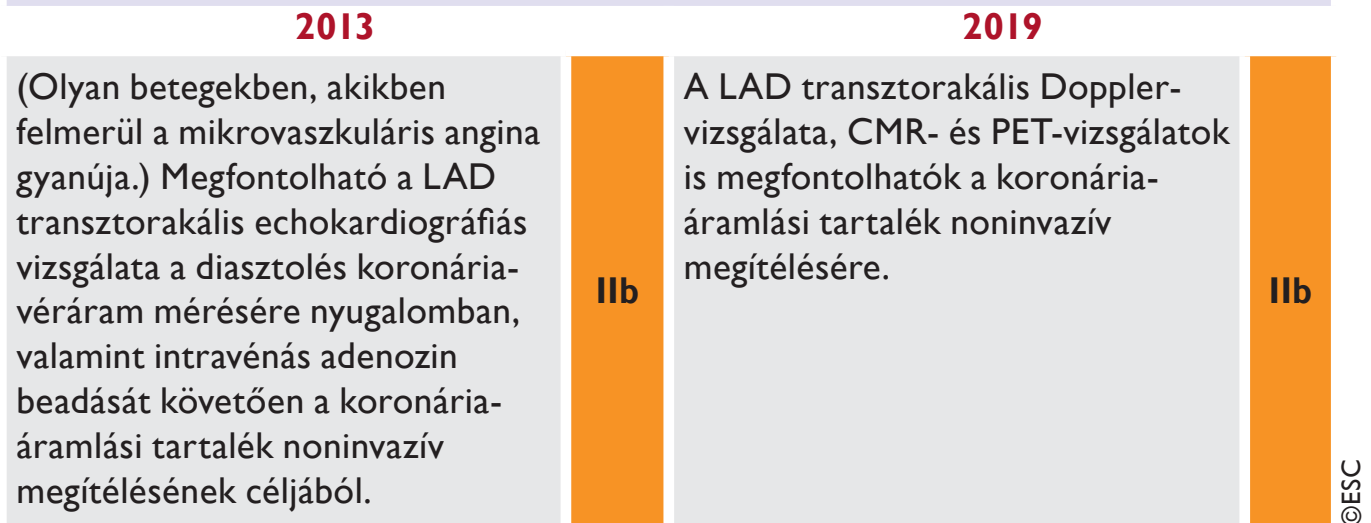 2013
2019
(Olyan betegekben, akikben
felmerül a mikrovaszkuláris angina
gyanúja.) Megfontolható a LAD
transztorakális echokardiográfiás
vizsgálata a diasztolés koronária-
véráram mérésére nyugalomban,
valamint intravénás adenozin
beadását követően a koronária-
áramlási tartalék noninvazív
megítélésének céljából.
IIb
A LAD transztorakális Doppler-
vizsgálata, CMR- és PET-vizsgálatok
is megfontolhatók a koronária-
áramlási tartalék noninvazív
megítélésére.
IIb
©ESC